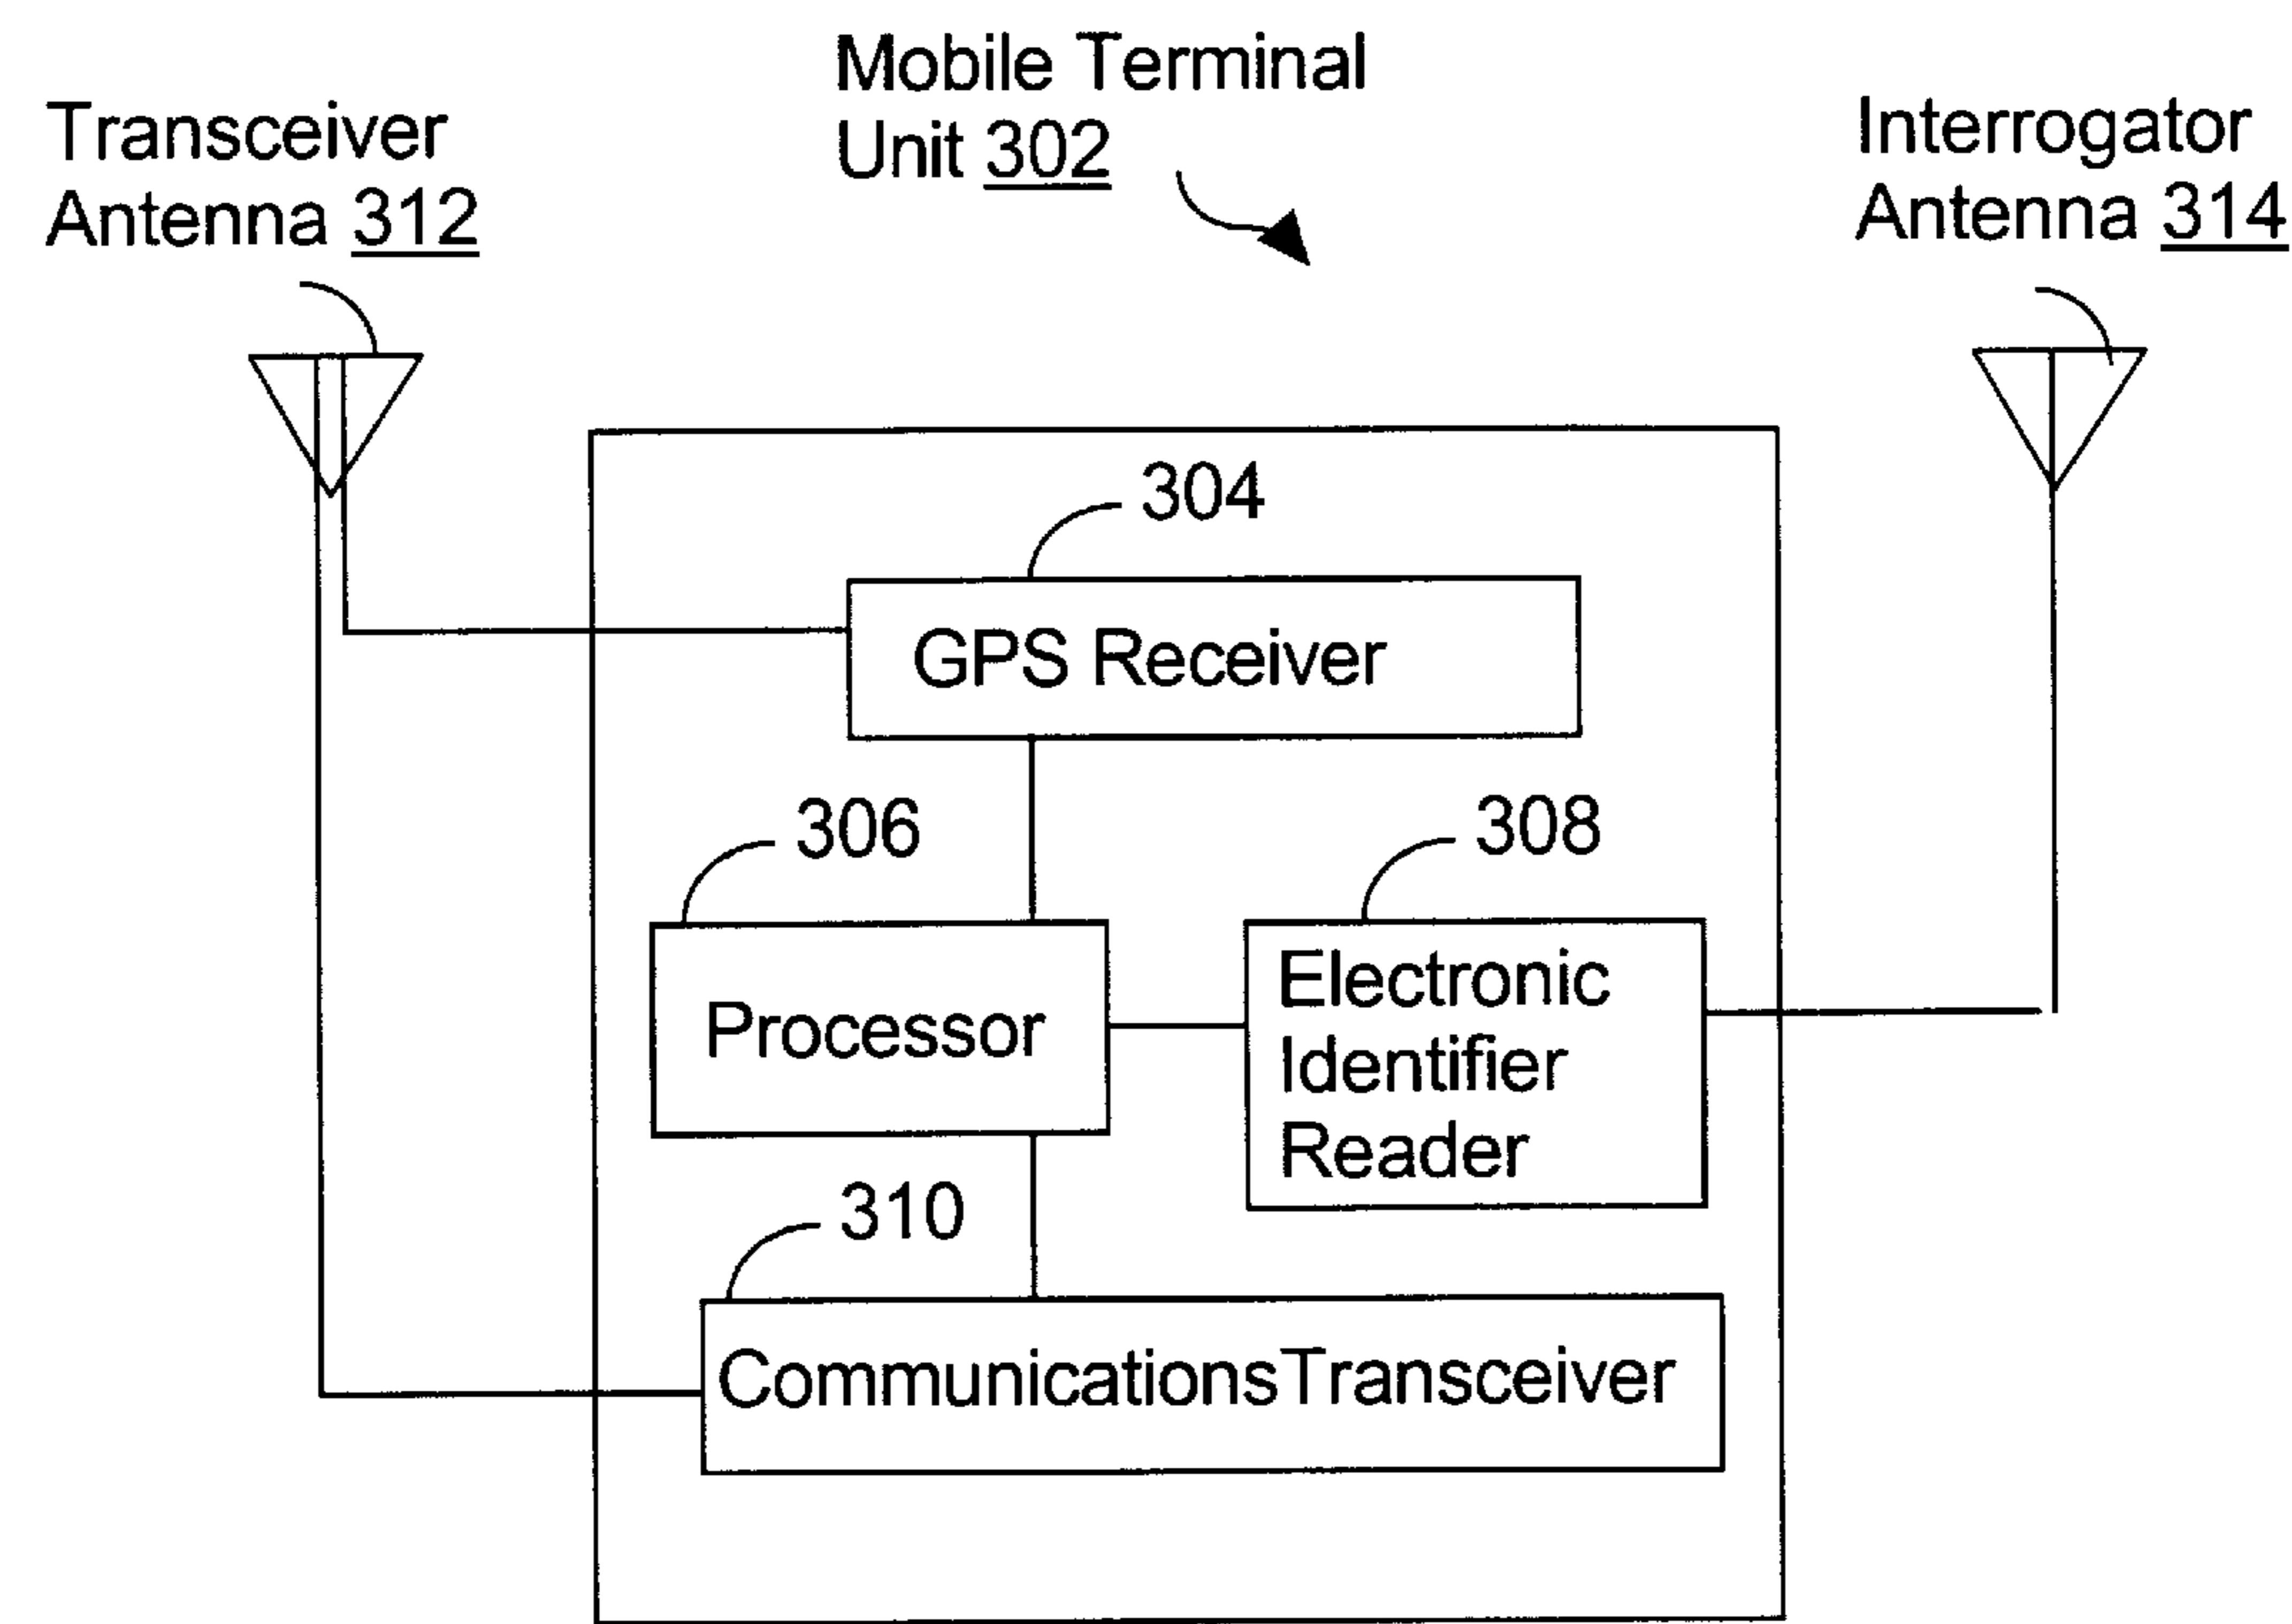 Mobile Terminal
Unit 302
Transceiver
Antenna 312
Interrogator
Antenna 314
304
GPS Receiver
306
308
Processor
Electronic
Identifier
Reader
310
CommunicationsTransceiver